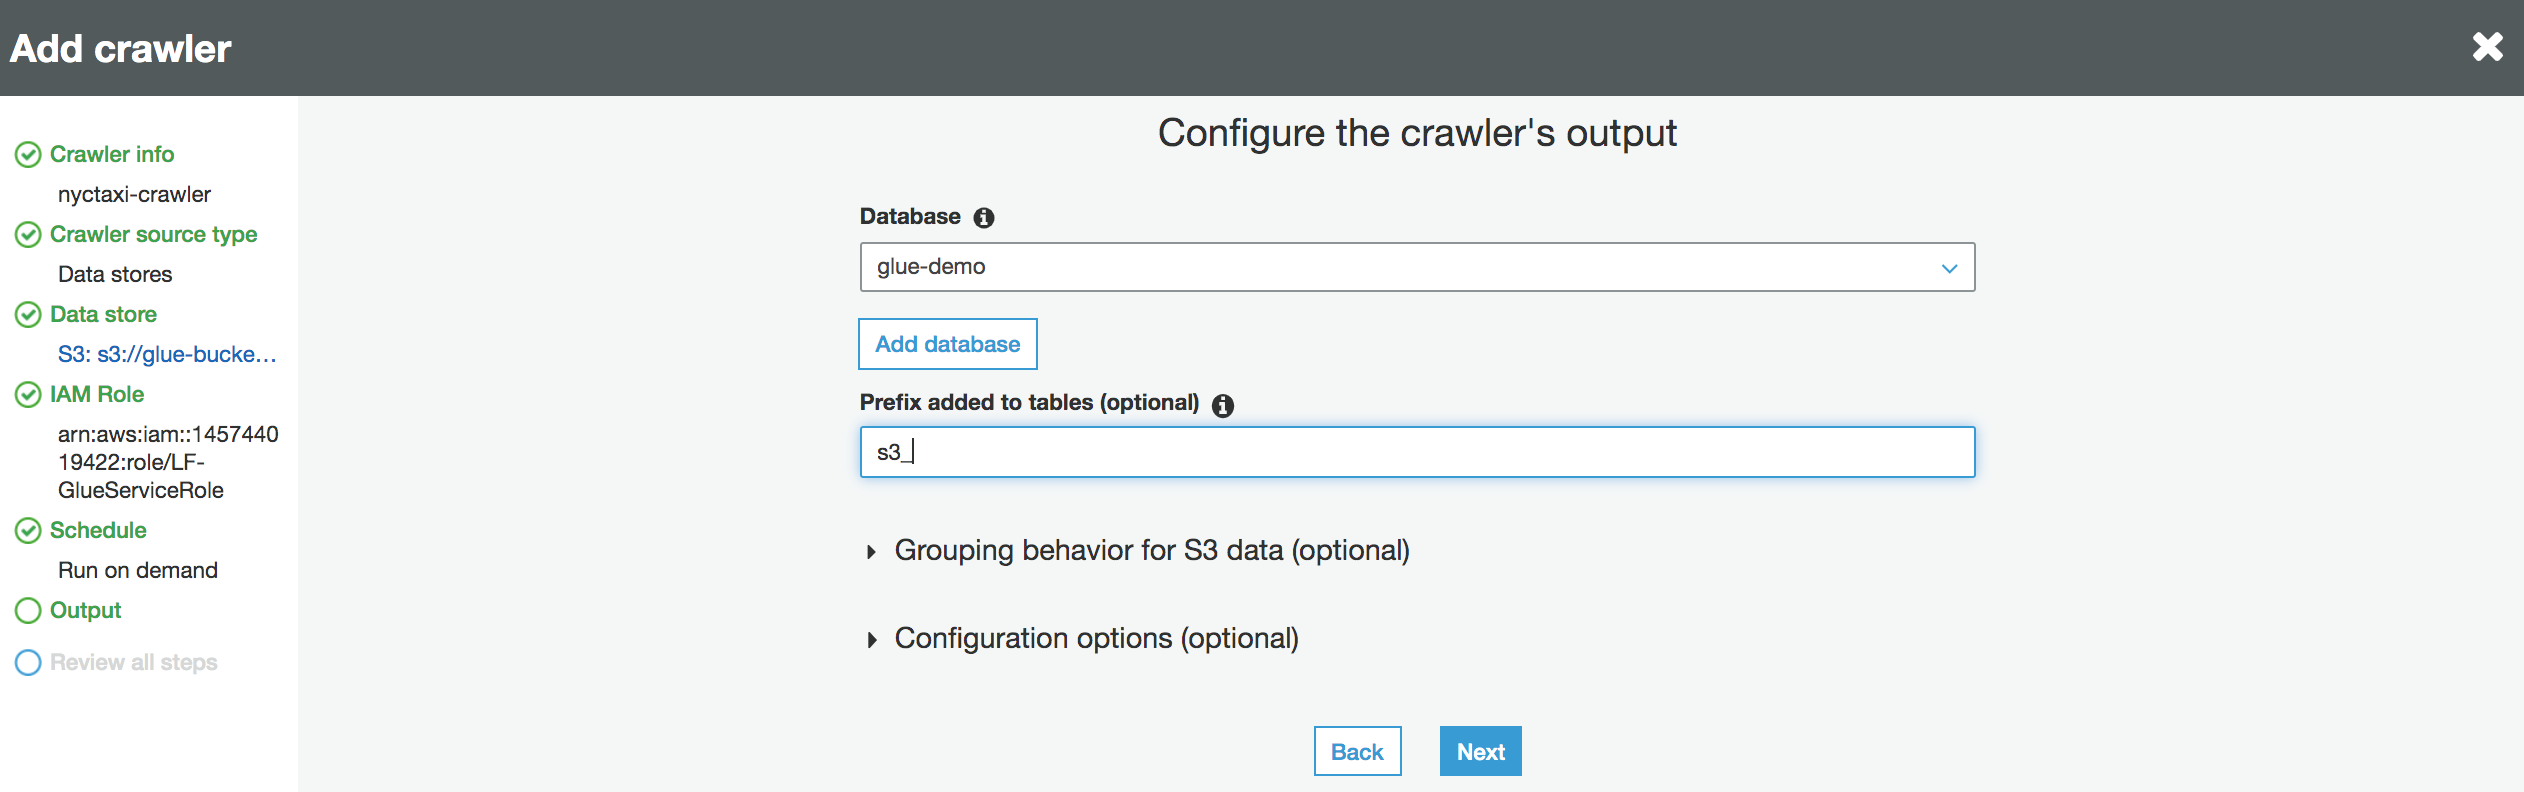 Add crawler
Crawler info
nyctaxi-crawler
Crawler source type
Data stores
Data store
S3: s3://glue-bucke...
IAM Role
arn:aws:iam::1457440
19422:role/LF-
GlueServiceRole
Schedule
Run on demand
Output
Review all steps
Configure the crawler's output
Database
glue-demo
Add database
Prefix added to tables (optional)
s3_
Grouping behavior for S3 data (optional)
Configuration options (optional)
Back
Next